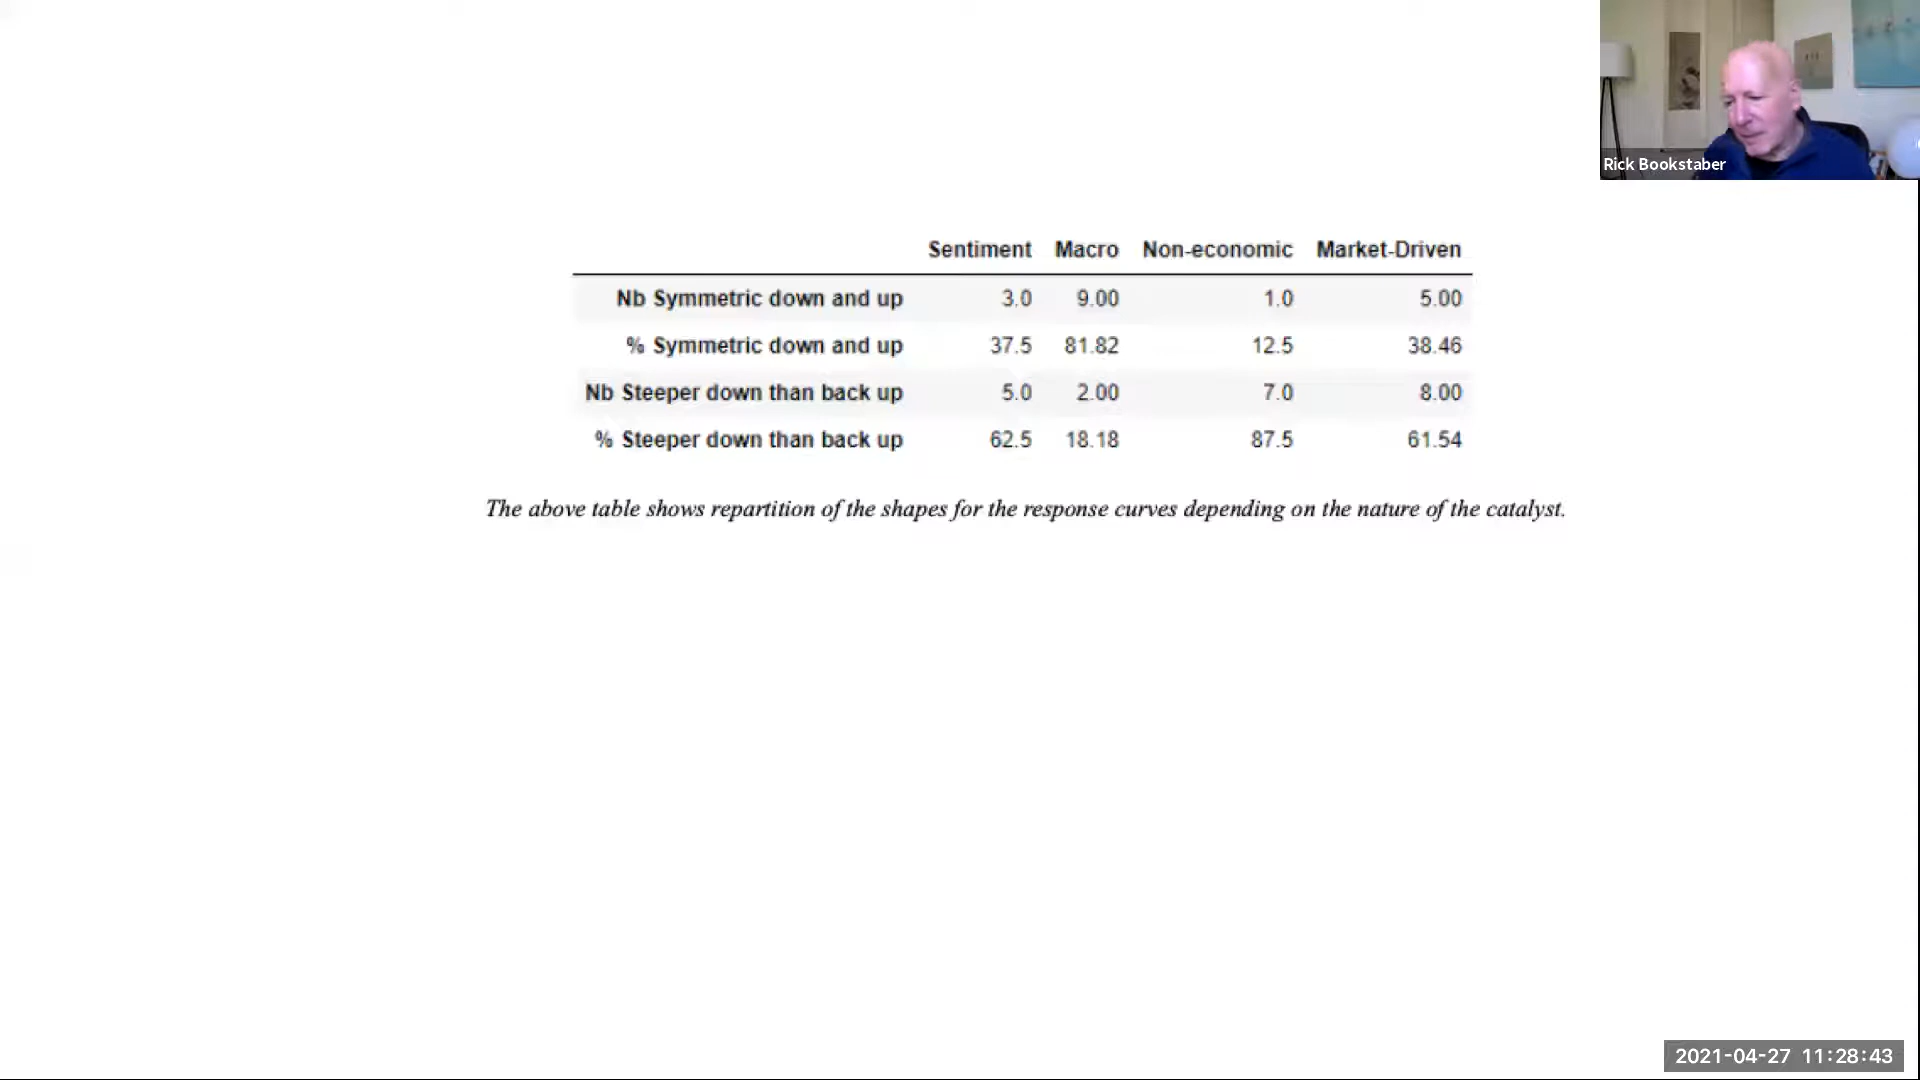 Rick Bookstaber
Sentiment Macro Non-economic Market-Driven
Nb Symmetric down and up 3.0 9.00 1.0 5.00
% Symmetric down and up 37.5 81.82 12.5 38.46
Nb Steeper down than back up 5.0 2.00 7.0 8.00
% Steeper down than back up 62.5 18.18 87.5 61.54
The above table shows repartition of the shapes for the response curves depending on the nature of the catalyst.
2021-04-27 11:28:43